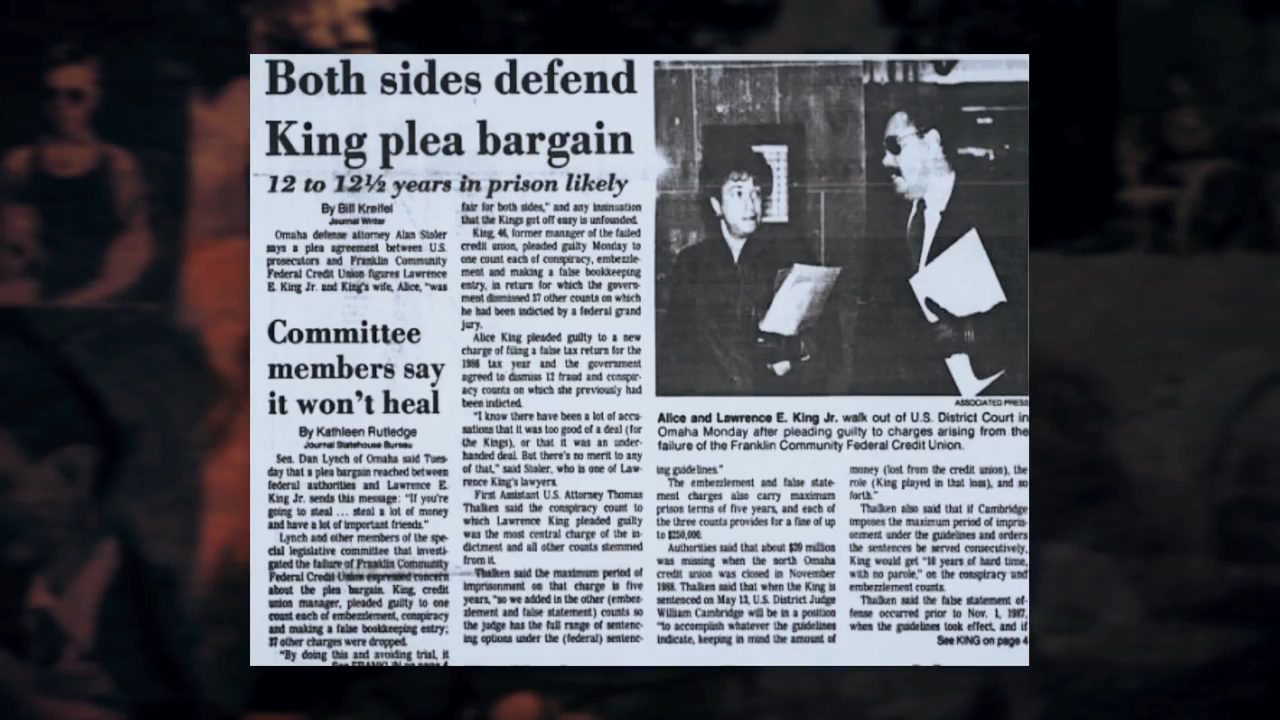 Both sides defend
King plea bargain
12 to 12½ years in prison likely
By Bill Kreifel
Journal Writer
Omaha defense attorney Alan Stoler
says a plea agreement between U.S.
prosecutors and Franklin Community
Federal Credit Union figures Lawrence
E. King Jr. and King's wife, Alice, "was
fair for both sides," and any insinuation
that the Kings got off easy is unfounded.
King, 46, former manager of the failed
credit union, pleaded guilty Monday to
one count each of conspiracy, embezzle-
ment and making a false bookkeeping
entry, in return for which the govern-
ment dismissed 37 other counts on which
he had been indicted by a federal grand
jury.
Alice King pleaded guilty to a new
charge of filing a false tax return for the
1986 tax year and the government
agreed to dismiss 12 fraud and conspir-
acy counts on which she previously had
been indicted.
"I know there have been a lot of accu-
sations that it was too good of a deal (for
the Kings), or that it was an under-
handed deal. But there's no merit to any
of that," said Stoler, who is one of Law-
rence King's lawyers.
First Assistant U.S. Attorney Thomas
Thalken said the conspiracy count to
which Lawrence King pleaded guilty
was the most central charge of the in-
dictment and all other counts stemmed
from it.
Thalken said the maximum period of
imprisonment on that charge is five
years, "so we added in the other (embez-
zlement and false statement) counts so
the judge has the full range of sentenc-
ing options under the (federal) sentenc-
ing guidelines."
The embezzlement and false state-
ment charges also carry maximum
prison terms of five years, and each of
the three counts provides for a fine of up
to $250,000.
Authorities said that about $39 million
was missing when the north Omaha
credit union was closed in November
1988. Thalken said that when the King is
sentenced on May 13, U.S. District Judge
William Cambridge will be in a position
"to accomplish whatever the guidelines
indicate, keeping in mind the amount of
money (lost from the credit union), the
role (King played in that loss), and so
forth."
Thalken also said that if Cambridge
imposes the maximum period of impris-
onment under the guidelines and orders
the sentences be served consecutively,
King would get "10 years of hard time,
with no parole," on the conspiracy and
embezzlement counts.
Thalken said the false statement of-
fense occurred prior to Nov. 1, 1987,
when the guidelines took effect, and if
See KING on page 4
Committee
members say
it won't heal
By Kathleen Rutledge
Journal Statehouse Bureau
Sen. Dan Lynch of Omaha said Tues-
day that a plea bargain reached between
federal authorities and Lawrence E.
King Jr. sends this message: "If you're
going to steal ... steal a lot of money
and have a lot of important friends."
Lynch and other members of the spe-
cial legislative committee that investi-
gated the failure of Franklin Community
Federal Credit Union expressed concern
about the plea bargain. King, credit
union manager, pleaded guilty to one
count each of embezzlement, conspiracy
and making a false bookkeeping entry;
37 other charges were dropped.
"By doing this and avoiding trial, it
See FRANKLIN on page 4
ASSOCIATED PRESS
Alice and Lawrence E. King Jr. walk out of U.S. District Court in
Omaha Monday after pleading guilty to charges arising from the
failure of the Franklin Community Federal Credit Union.